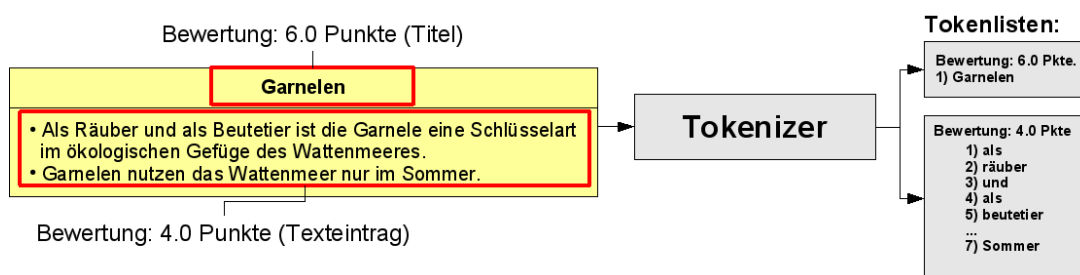 Bewertung: 6.0 Punkte (Titel)
Garnelen
• Als Räuber und als Beutetier ist die Garnele eine Schlüsselart
im ökologischen Gefüge des Wattenmeeres.
• Garnelen nutzen das Wattenmeer nur im Sommer.
Bewertung: 4.0 Punkte (Texteintrag)
Tokenizer
Tokenlisten:
Bewertung: 6.0 Pkte.
1) Garnelen
Bewertung: 4.0 Pkte
1) als
2) räuber
3) und
4) als
5) beutetier
...
7) Sommer